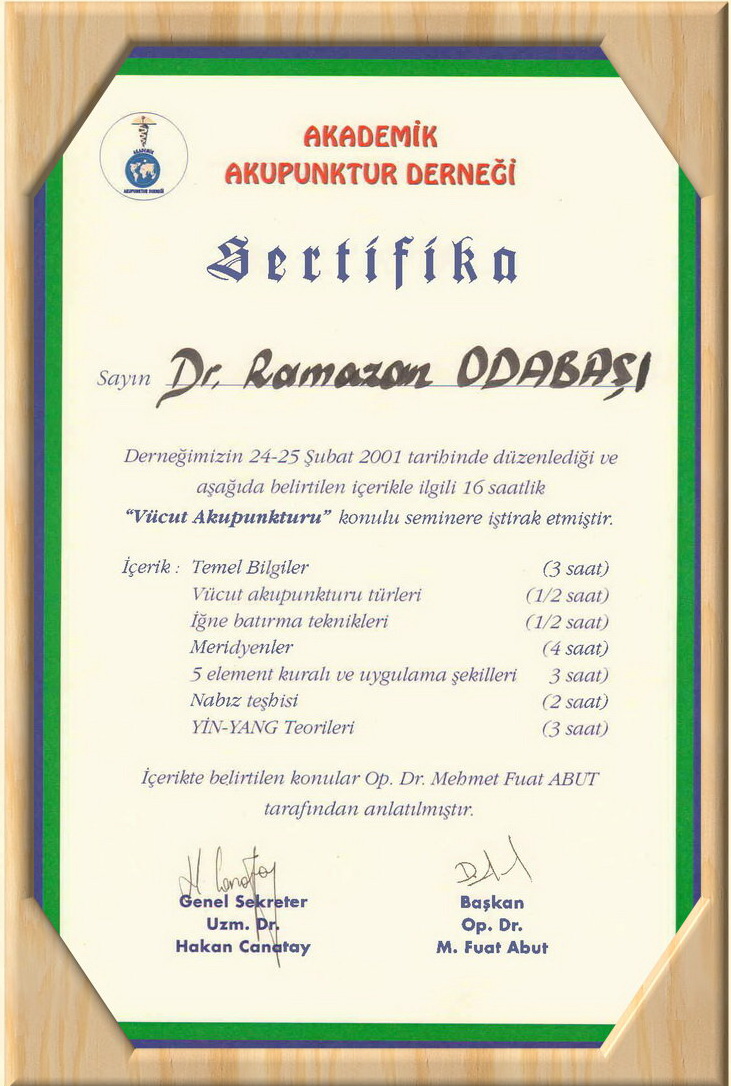 AKADEMİK
AKUPUNKTUR DERNEĞİ
AKADEMİK
AKUPUNKTUR DERNEĞİ
Sertifika
Sayın Dr. Ramazan ODABAŞI
Derneğimizin 24-25 Şubat 2001 tarihinde düzenlediği ve
aşağıda belirtilen içerikle ilgili 16 saatlik
“Vücut Akupunkturu” konulu seminere iştirak etmiştir.
İçerik : Temel Bilgiler (3 saat)
Vücut akupunkturu türleri (1/2 saat)
İğne batırma teknikleri (1/2 saat)
Meridyenler (4 saat)
5 element kuralı ve uygulama şekilleri 3 saat)
Nabız teşhisi (2 saat)
YİN-YANG Teorileri (3 saat)
İçerikte belirtilen konular Op. Dr. Mehmet Fuat ABUT
tarafından anlatılmıştır.
H. Canatay
Genel Sekreter
Uzm. Dr.
Hakan Canatay
Başkan
Op. Dr.
M. Fuat Abut